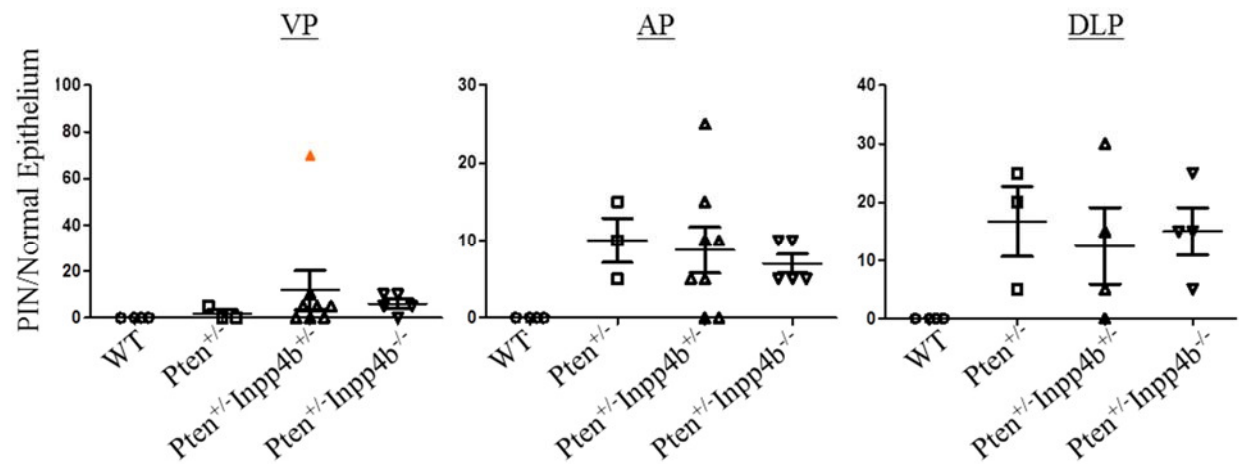 VP
PIN/Normal Epithelium
100
80
60
40
20
0
WT
Pten+/-
Pten+/-Inpp4b+/-
Pten+/-Inpp4b-/-
AP
30
20
10
0
WT
Pten+/-
Pten+/-Inpp4b+/-
Pten+/-Inpp4b-/-
DLP
40
30
20
10
0
WT
Pten+/-
Pten+/-Inpp4b+/-
Pten+/-Inpp4b-/-